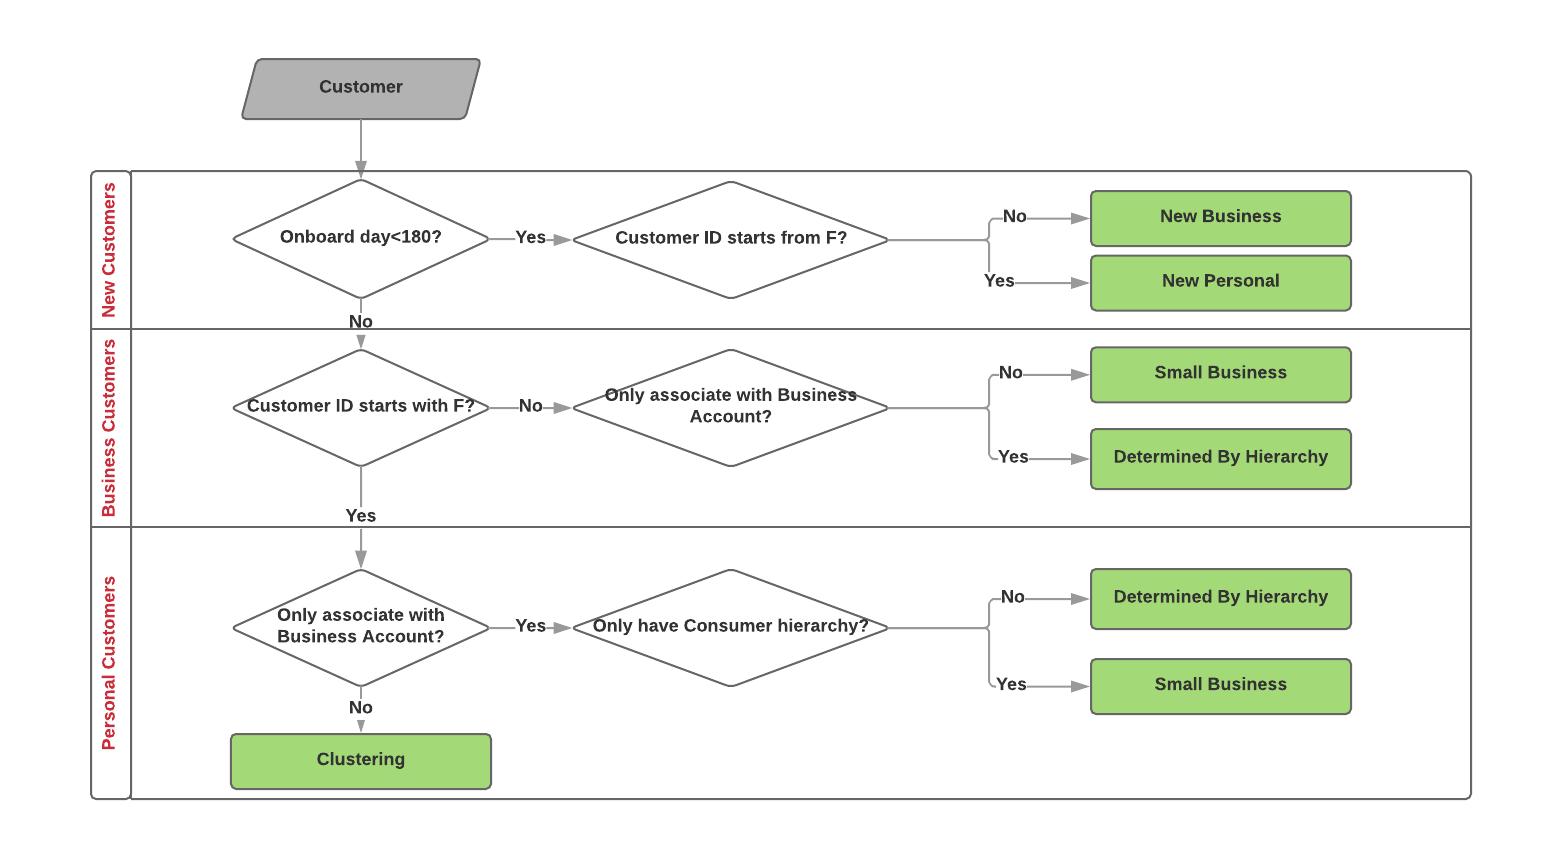 Customer
New Customers
Onboard day<180?
Yes
Customer ID starts from F?
No
New Business
Yes
New Personal
No
Business Customers
Customer ID starts with F?
No
Only associate with Business
Account?
No
Small Business
Yes
Determined By Hierarchy
Yes
Personal Customers
Only associate with
Business Account?
Yes
Only have Consumer hierarchy?
No
Determined By Hierarchy
Yes
Small Business
No
Clustering